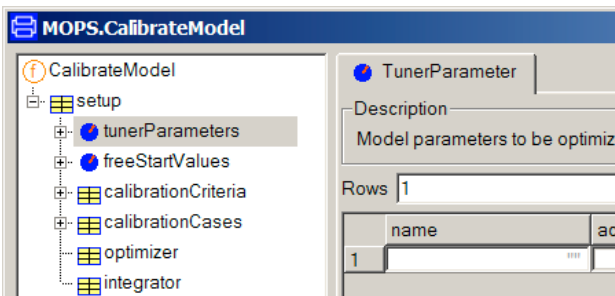 MOPS.CalibrateModel
CalibrateModel
setup
tunerParameters
freeStartValues
calibrationCriteria
calibrationCases
optimizer
integrator
TunerParameter
Description
Model parameters to be optimiz
Rows 1
name ac
1 ""